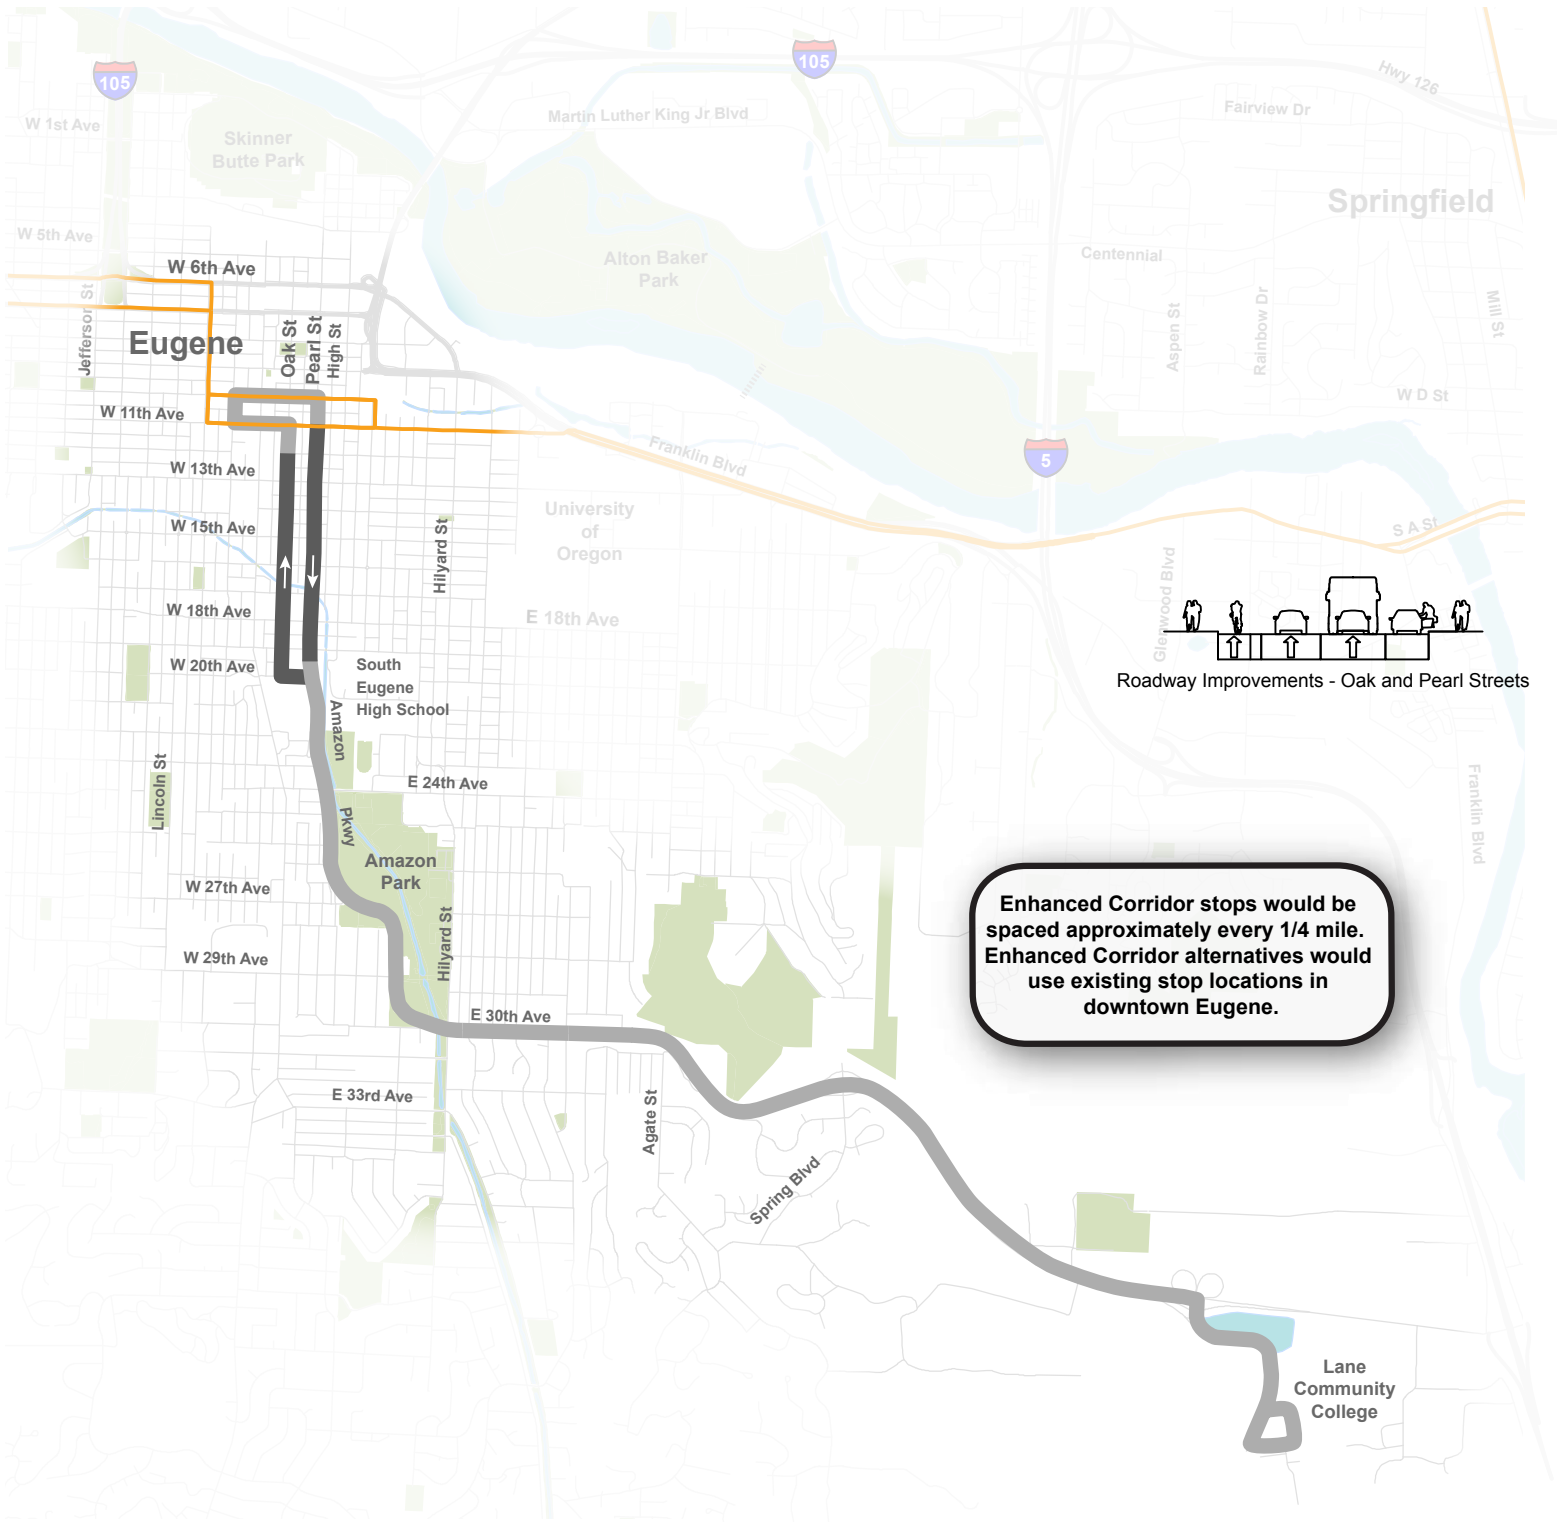 105
105
Hwy 126
Fairview Dr
Martin Luther King Jr Blvd
W 1st Ave
Skinner
Butte Park
Springfield
W 5th Ave
Centennial
Alton Baker
Park
W 6th Ave
Jefferson St
Eugene
Oak St
Pearl St
High St
Aspen St
Rainbow Dr
Mill St
W D St
W 11th Ave
Franklin Blvd
5
W 13th Ave
University
of
Oregon
W 15th Ave
Hilyard St
S A St
Glenwood Blvd
W 18th Ave
E 18th Ave
W 20th Ave
South
Eugene
High School
Roadway Improvements - Oak and Pearl Streets
Amazon
Pkwy
Lincoln St
E 24th Ave
Franklin Blvd
Amazon
Park
W 27th Ave
Hilyard St
W 29th Ave
Enhanced Corridor stops would be
spaced approximately every 1/4 mile.
Enhanced Corridor alternatives would
use existing stop locations in
downtown Eugene.
E 30th Ave
E 33rd Ave
Agate St
Spring Blvd
Lane
Community
College